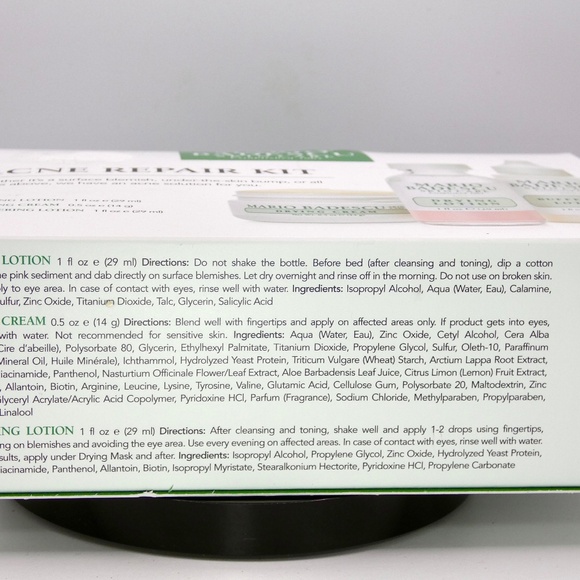 CNE REPAIR KIT
MARIO BADESCU
DRYING CREAM
MARIO BADESCU
DRYING
LOTION 1 fl oz e (29 ml) Directions: Do not shake the bottle. Before bed (after cleansing and toning), dip a cotton
e pink sediment and dab directly on surface blemishes. Let dry overnight and rinse off in the morning. Do not use on broken skin.
ly to eye area. In case of contact with eyes, rinse well with water. Ingredients: Isopropyl Alcohol, Aqua (Water, Eau), Calamine,
ulfur, Zinc Oxide, Titanium Dioxide, Talc, Glycerin, Salicylic Acid
CREAM 0.5 oz e (14 g) Directions: Blend well with fingertips and apply on affected areas only. If product gets into eyes,
with water. Not recommended for sensitive skin. Ingredients: Aqua (Water, Eau), Zinc Oxide, Cetyl Alcohol, Cera Alba
Cire d'abeille), Polysorbate 80, Glycerin, Ethylhexyl Palmitate, Titanium Dioxide, Propylene Glycol, Sulfur, Oleth-10, Paraffinum
Mineral Oil, Huile Minérale), Ichthammol, Hydrolyzed Yeast Protein, Triticum Vulgare (Wheat) Starch, Arctium Lappa Root Extract,
iacinamide, Panthenol, Nasturtium Officinale Flower/Leaf Extract, Aloe Barbadensis Leaf Juice, Citrus Limon (Lemon) Fruit Extract,
, Allantoin, Biotin, Arginine, Leucine, Lysine, Tyrosine, Valine, Glutamic Acid, Cellulose Gum, Polysorbate 20, Maltodextrin, Zinc
Glyceryl Acrylate/Acrylic Acid Copolymer, Pyridoxine HCl, Parfum (Fragrance), Sodium Chloride, Methylparaben, Propylparaben,
Linalool
NG LOTION 1 fl oz e (29 ml) Directions: After cleansing and toning, shake well and apply 1-2 drops using fingertips,
ng on blemishes and avoiding the eye area. Use every evening on affected areas. In case of contact with eyes, rinse well with water.
sults, apply under Drying Mask and after. Ingredients: Isopropyl Alcohol, Propylene Glycol, Zinc Oxide, Hydrolyzed Yeast Protein,
iacinamide, Panthenol, Allantoin, Biotin, Isopropyl Myristate, Stearalkonium Hectorite, Pyridoxine HCl, Propylene Carbonate